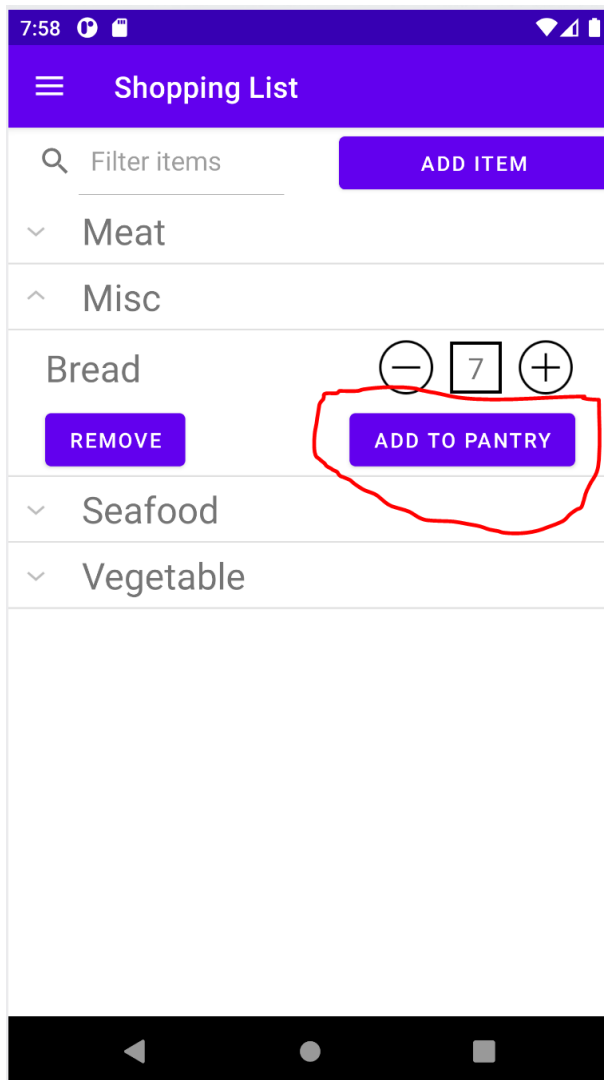 7:58
Shopping List
Filter items
ADD ITEM
Meat
Misc
Bread
7
REMOVE
ADD TO PANTRY
Seafood
Vegetable